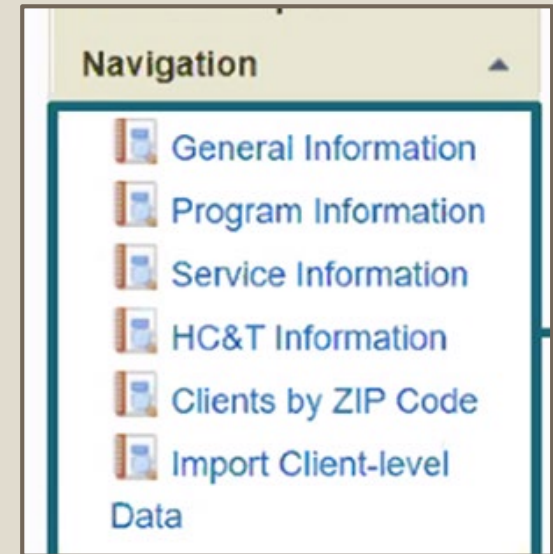 Navigation
General Information
Program Information
Service Information
HC&T Information
Clients by ZIP Code
Import Client-level
Data